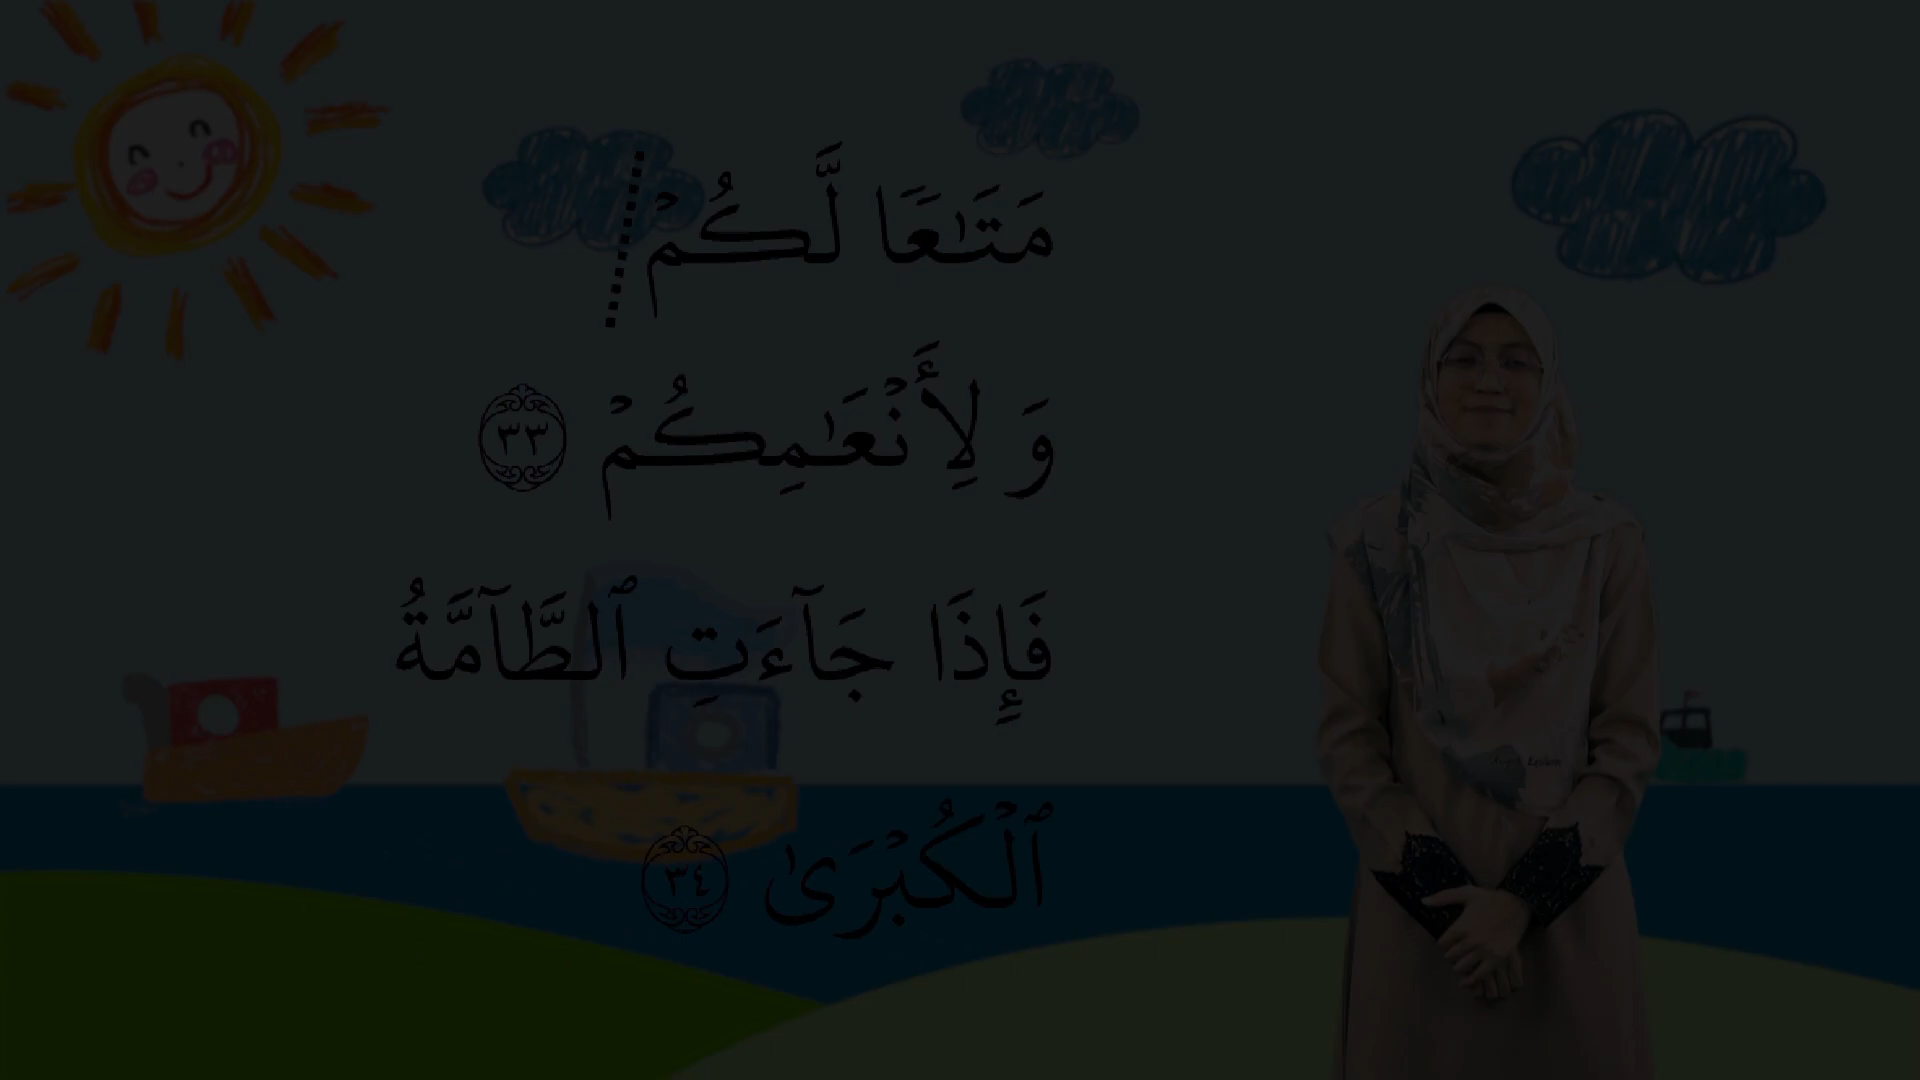 مَتَـٰعًا لَّكُمْ
وَ لِأَنْعَـٰمِكُمْ ٣٣
فَإِذَا جَآءَتِ ٱلطَّآمَّةُ
ٱلْكُبْرَىٰ ٣٤